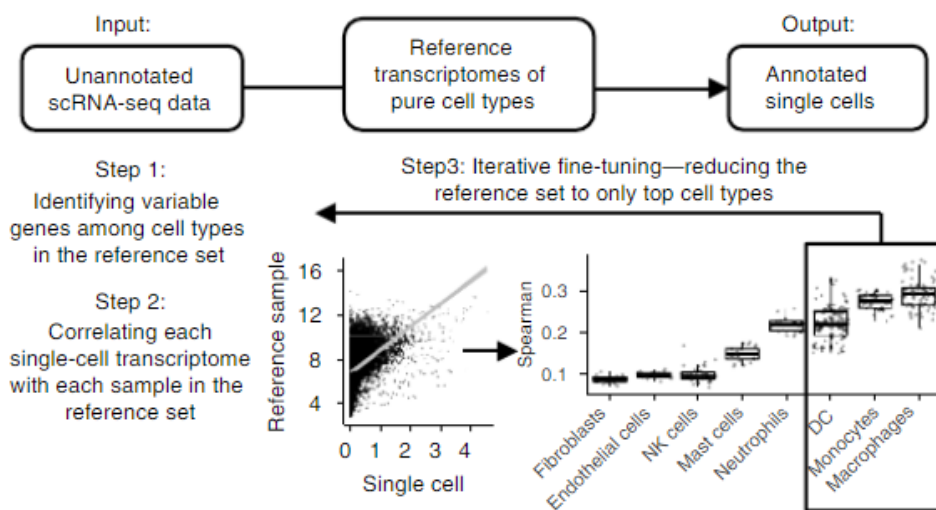 Input:
Unannotated
scRNA-seq data
Reference
transcriptomes of
pure cell types
Output:
Annotated
single cells
Step 1:
Identifying variable
genes among cell types
in the reference set
Step 2:
Correlating each
single-cell transcriptome
with each sample in the
reference set
Step3: Iterative fine-tuning—reducing the
reference set to only top cell types
Reference sample
16
12
8
4
0 1 2 3 4
Single cell
Spearman
0.3
0.2
0.1
Fibroblasts
Endothelial cells
NK cells
Mast cells
Neutrophils
DC
Monocytes
Macrophages